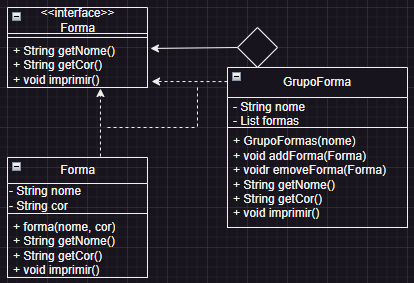 <<interface>>
Forma
+ String getNome()
+ String getCor()
+ void imprimir()
GrupoForma
- String nome
- List formas
+ GrupoFormas(nome)
+ void addForma(Forma)
+ voidr emoveForma(Forma)
+ String getNome()
+ String getCor()
+ void imprimir()
Forma
- String nome
- String cor
+ forma(nome, cor)
+ String getNome()
+ String getCor()
+ void imprimir()